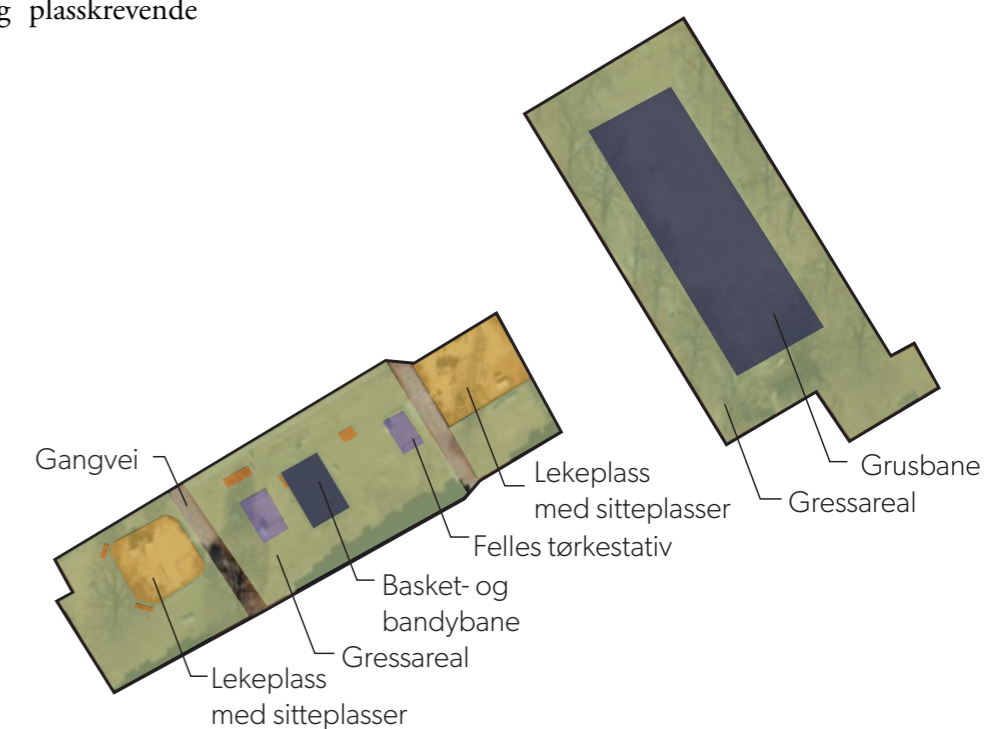 g plasskrevende
Gangvei
Grusbane
Lekeplass
med sitteplasser
Gressareal
Felles tørkestativ
Basket- og
bandybane
Gressareal
Lekeplass
med sitteplasser